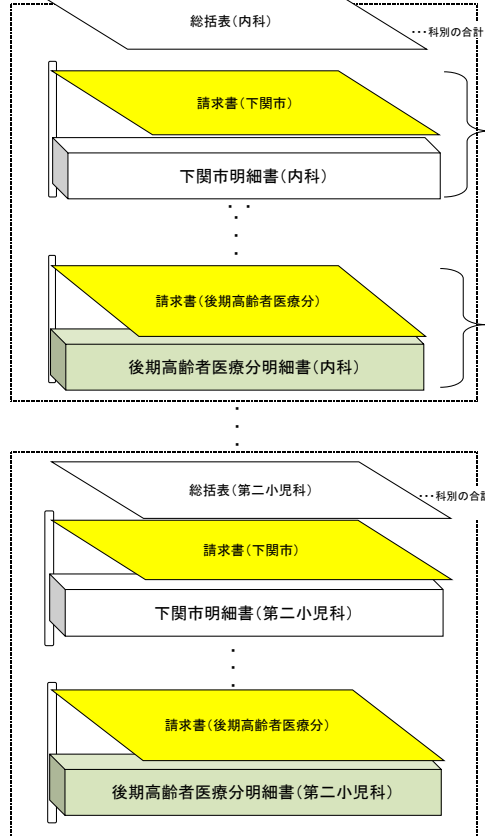 総括表(内科)
･･･科別の合計
請求書(下関市)
下関市明細書(内科)
請求書(後期高齢者医療分)
後期高齢者医療分明細書(内科)
総括表(第二小児科)
･･･科別の合計
請求書(下関市)
下関市明細書(第二小児科)
請求書(後期高齢者医療分)
後期高齢者医療分明細書(第二小児科)